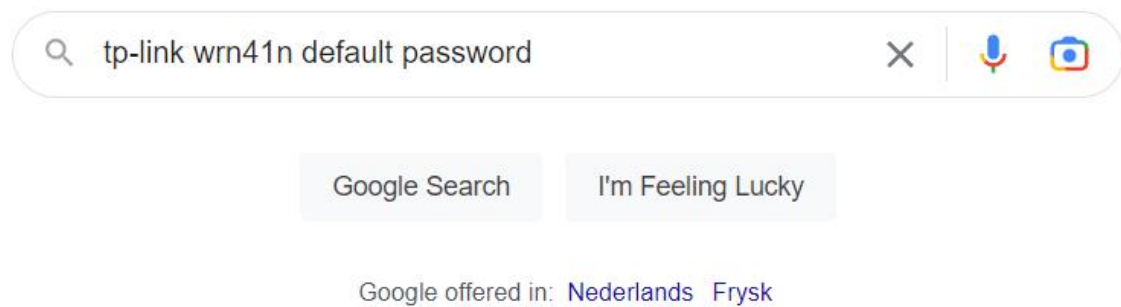 tp-link wrn41n default password
Google Search I'm Feeling Lucky
Google offered in: Nederlands Frysk